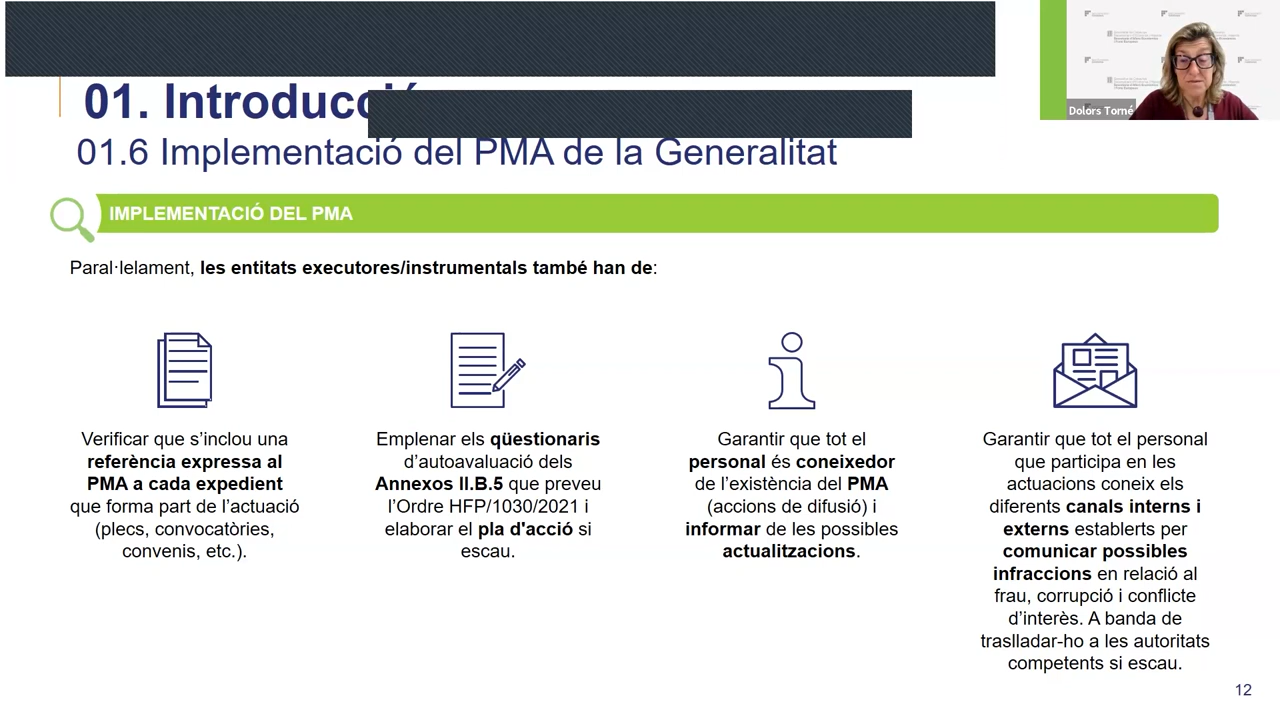 01. Introducció
01.6 Implementació del PMA de la Generalitat
Dolors Torné
IMPLEMENTACIÓ DEL PMA
Paral·lelament, les entitats executores/instrumentals també han de:
Verificar que s’inclou una
referència expressa al
PMA a cada expedient
que forma part de l’actuació
(plecs, convocatòries,
convenis, etc.).
Emplenar els qüestionaris
d’autoavaluació dels
Annexos II.B.5 que preveu
l’Ordre HFP/1030/2021 i
elaborar el pla d'acció si
escau.
Garantir que tot el
personal és coneixedor
de l’existència del PMA
(accions de difusió) i
informar de les possibles
actualitzacions.
Garantir que tot el personal
que participa en les
actuacions coneix els
diferents canals interns i
externs establerts per
comunicar possibles
infraccions en relació al
frau, corrupció i conflicte
d’interès. A banda de
traslladar-ho a les autoritats
competents si escau.
12